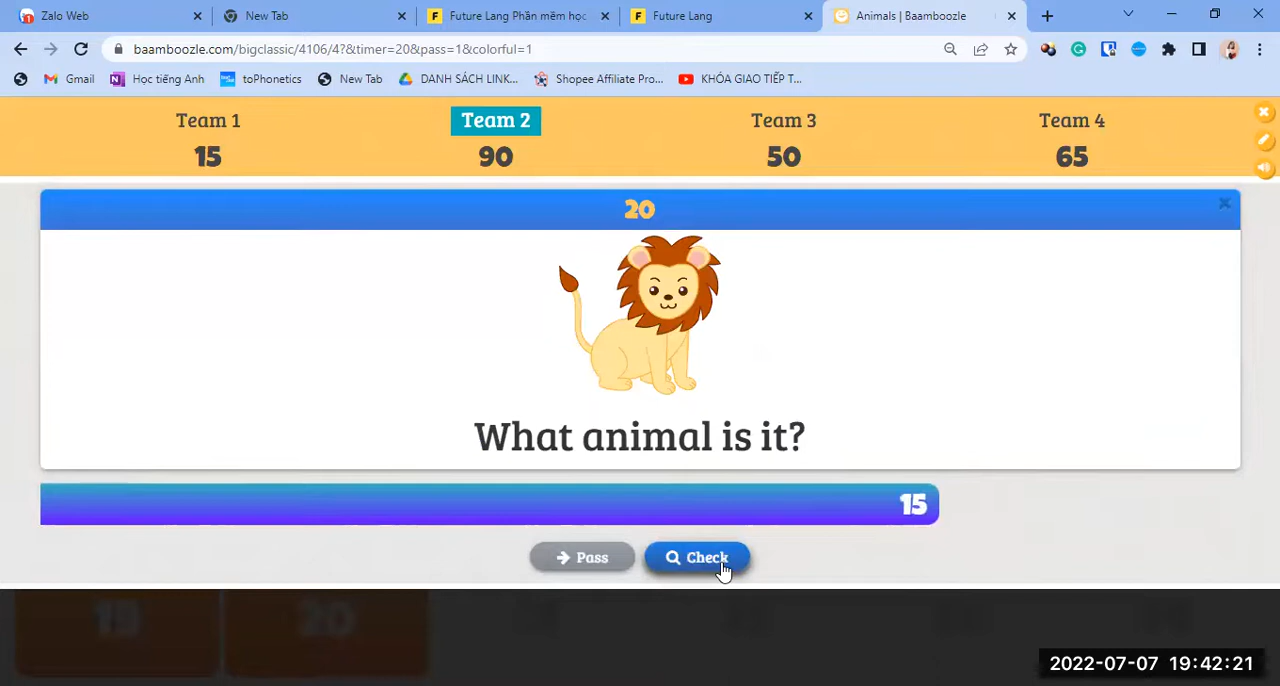 Zalo Web
New Tab
Future Lang Phần mềm học
Future Lang
Animals | Baamboozle
baamboozle.com/bigclassic/4106/4?&timer=20&pass=1&colorful=1
Gmail
Học tiếng Anh
toPhonetics
New Tab
DANH SÁCH LINK...
Shopee Affiliate Pro...
KHÓA GIAO TIẾP T...
Team 1
Team 2
Team 3
Team 4
15
90
50
65
20
What animal is it?
15
Pass
Check
20
2022-07-07 19:42:21